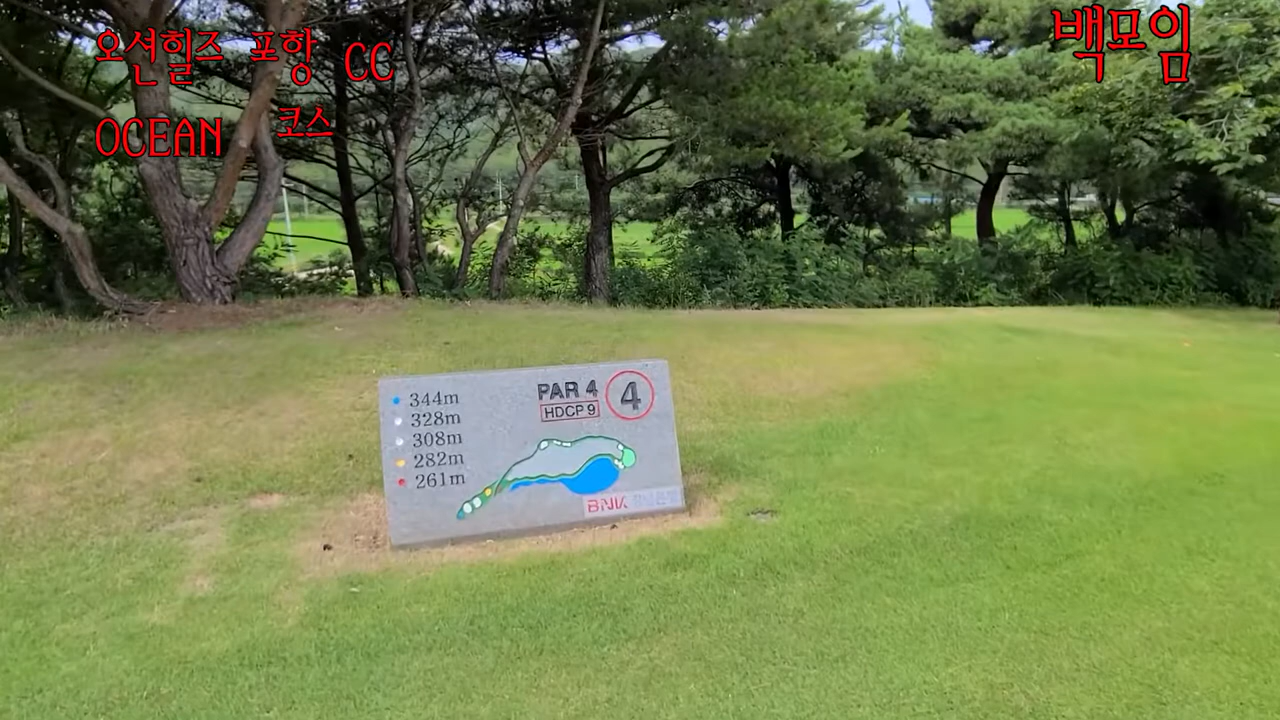 오션힐즈 포항 CC
OCEAN 코스
백모임
344m
328m
308m
282m
261m
PAR 4
HDCP 9
4
BNK